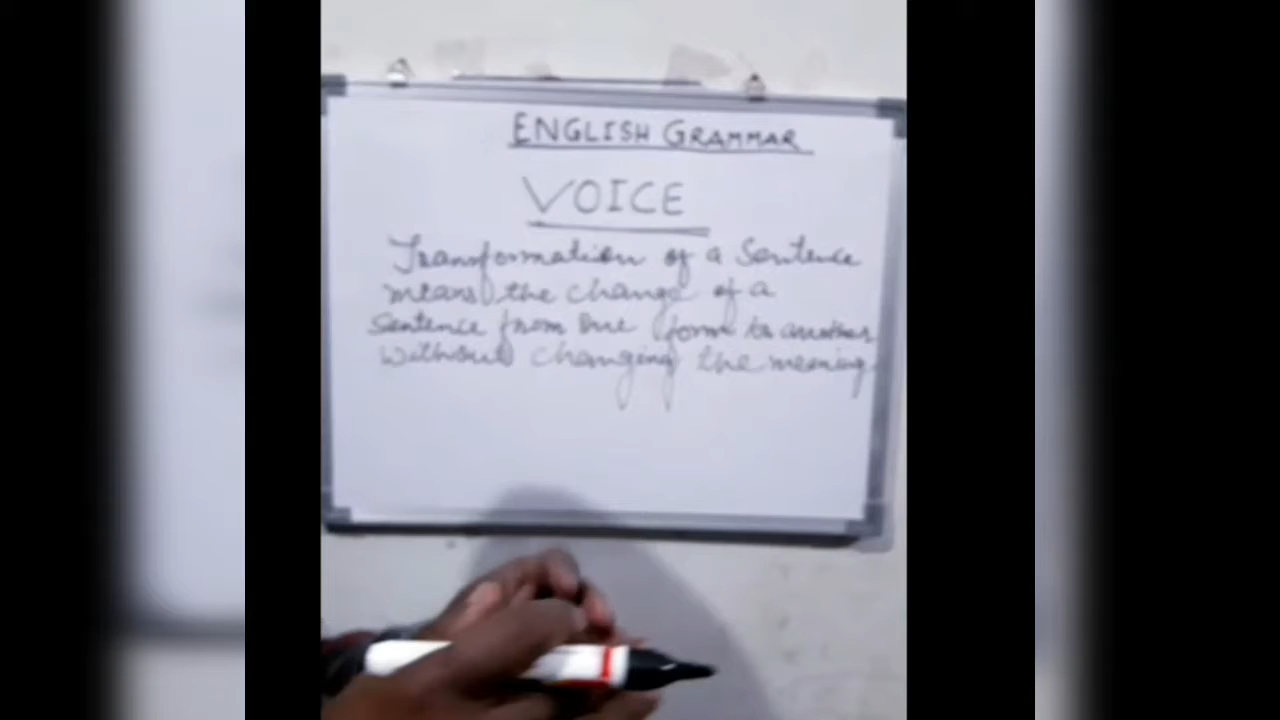 ENGLISH GRAMMAR
VOICE
Transformation of a Sentence
means the change of a
Sentence from one form to another
without changing the meaning.